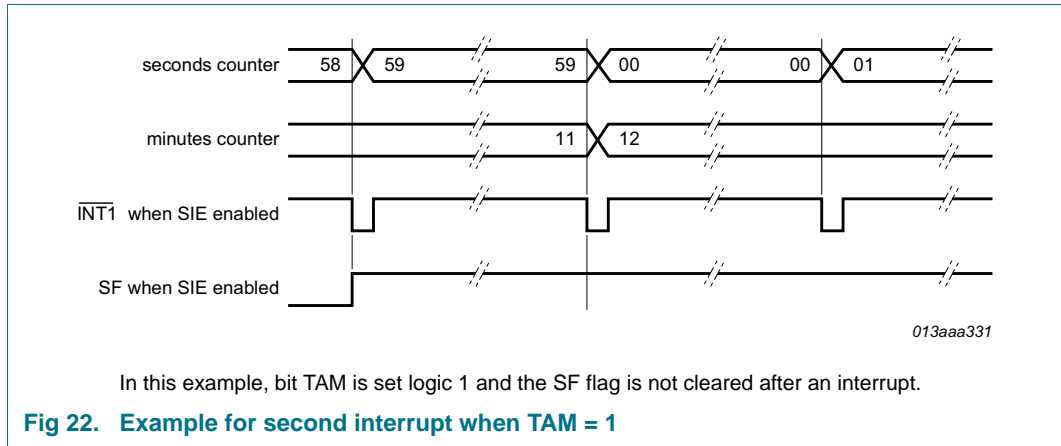 seconds counter 58 59 59 00 00 01
minutes counter 11 12
INT1 when SIE enabled
SF when SIE enabled
013aaa331
In this example, bit TAM is set logic 1 and the SF flag is not cleared after an interrupt.
Fig 22. Example for second interrupt when TAM = 1